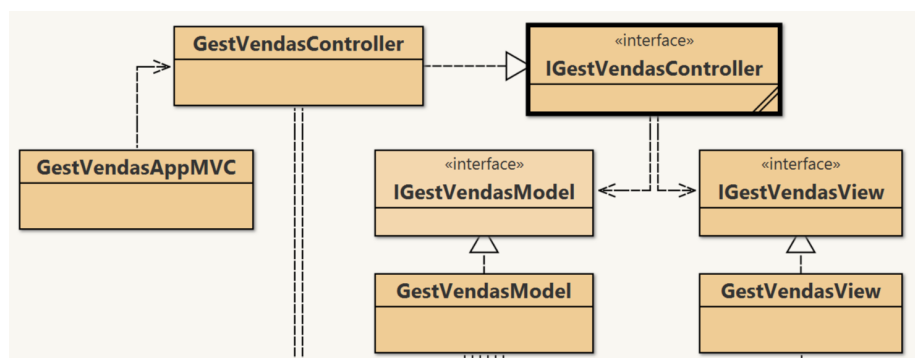 GestVendasController
«interface»
IGestVendasController
GestVendasAppMVC
«interface»
IGestVendasModel
«interface»
IGestVendasView
GestVendasModel
GestVendasView